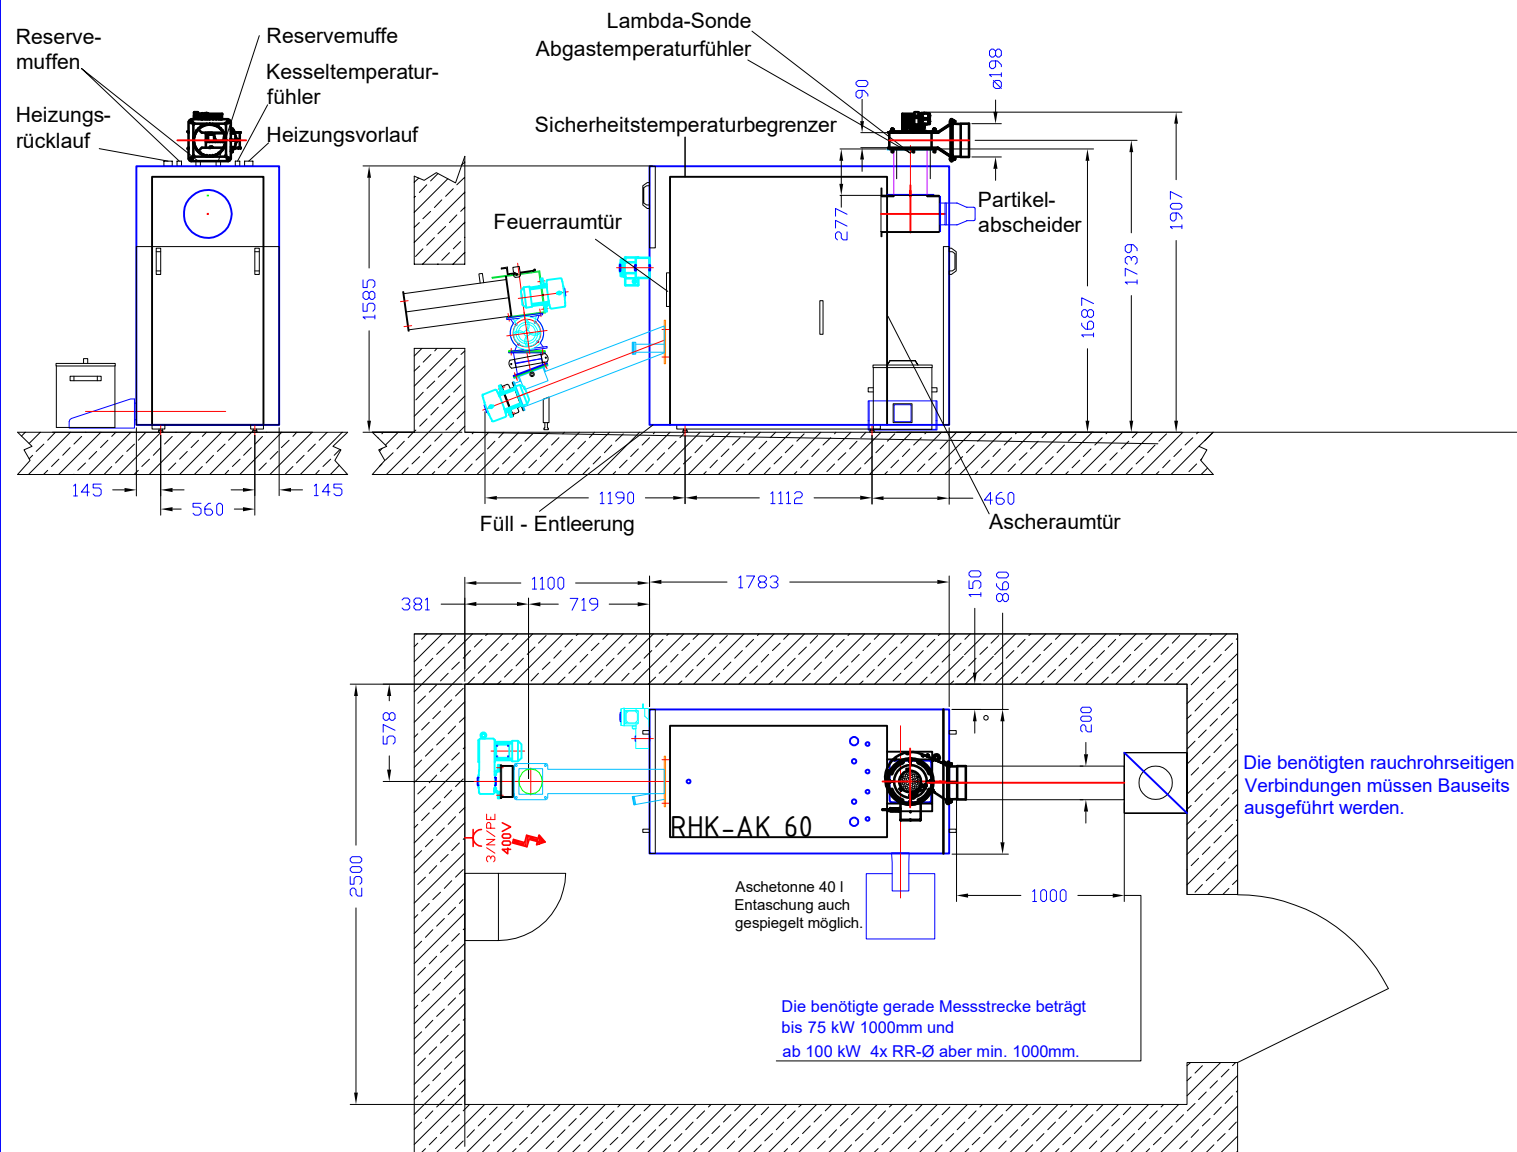 Reserve-
muffen
Reservemuffe
Kesseltemperatur-
fühler
Heizungs-
rücklauf
Heizungsvorlauf
145
560
145
Lambda-Sonde
Abgastemperaturfühler
Sicherheitstemperaturbegrenzer
Feuerraumtür
Partikel-
abscheider
90
ø198
277
1585
1687
1739
1907
1190
1112
460
Füll - Entleerung
Ascheraumtür
1100
1783
381
719
150
860
578
2500
200
1000
3/N/PE
400V
RHK-AK 60
Aschetonne 40 l
Entaschung auch
gespiegelt möglich.
Die benötigten rauchrohrseitigen
Verbindungen müssen Bauseits
ausgeführt werden.
Die benötigte gerade Messstrecke beträgt
bis 75 kW 1000mm und
ab 100 kW 4x RR-Ø aber min. 1000mm.